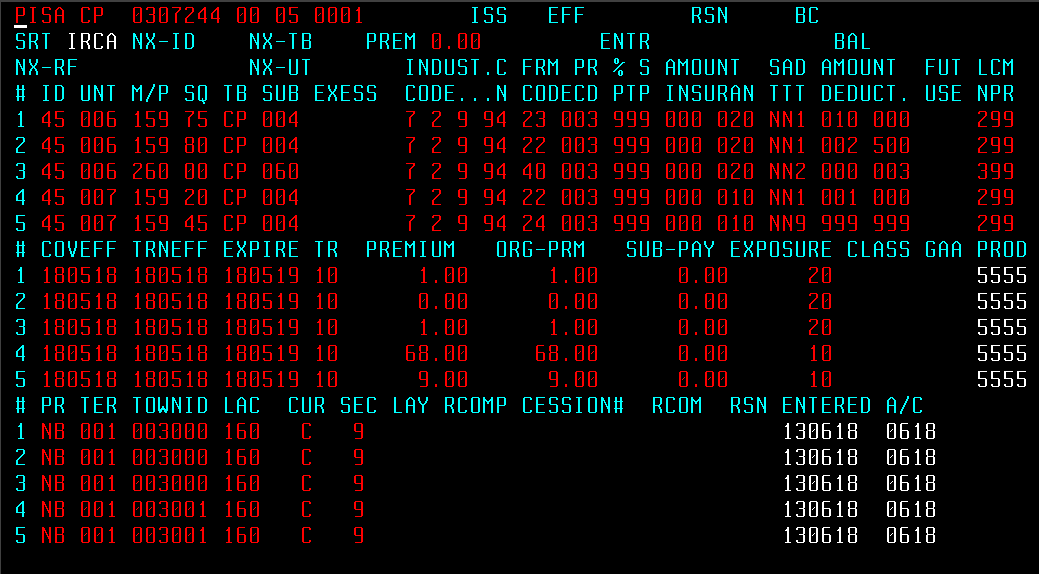 PISA CP 0307244 00 05 0001 ISS EFF RSN BC
SRT IRCA NX-ID NX-TB PREM 0.00 ENTR BAL
NX-RF NX-UT INDUST.C FRM PR % S AMOUNT SAD AMOUNT FUT LCM
# ID UNT M/P SQ TB SUB EXESS CODE...N CODECD PTP INSURAN TTT DEDUCT. USE NPR
1 45 006 159 75 CP 004 7 2 9 94 23 003 999 000 020 NN1 010 000 299
2 45 006 159 80 CP 004 7 2 9 94 22 003 999 000 020 NN1 002 500 299
3 45 006 260 00 CP 060 7 2 9 94 40 003 999 000 020 NN2 000 003 399
4 45 007 159 20 CP 004 7 2 9 94 22 003 999 000 010 NN1 001 000 299
5 45 007 159 45 CP 004 7 2 9 94 24 003 999 000 010 NN9 999 999 299
# COVEFF TRNEFF EXPIRE TR PREMIUM ORG-PRM SUB-PAY EXPOSURE CLASS GAA PROD
1 180518 180518 180519 10 1.00 1.00 0.00 20 5555
2 180518 180518 180519 10 0.00 0.00 0.00 20 5555
3 180518 180518 180519 10 1.00 1.00 0.00 20 5555
4 180518 180518 180519 10 68.00 68.00 0.00 10 5555
5 180518 180518 180519 10 9.00 9.00 0.00 10 5555
# PR TER TOWNID LAC CUR SEC LAY RCOMP CESSION# RCOM RSN ENTERED A/C
1 NB 001 003000 160 C 9 130618 0618
2 NB 001 003000 160 C 9 130618 0618
3 NB 001 003000 160 C 9 130618 0618
4 NB 001 003001 160 C 9 130618 0618
5 NB 001 003001 160 C 9 130618 0618